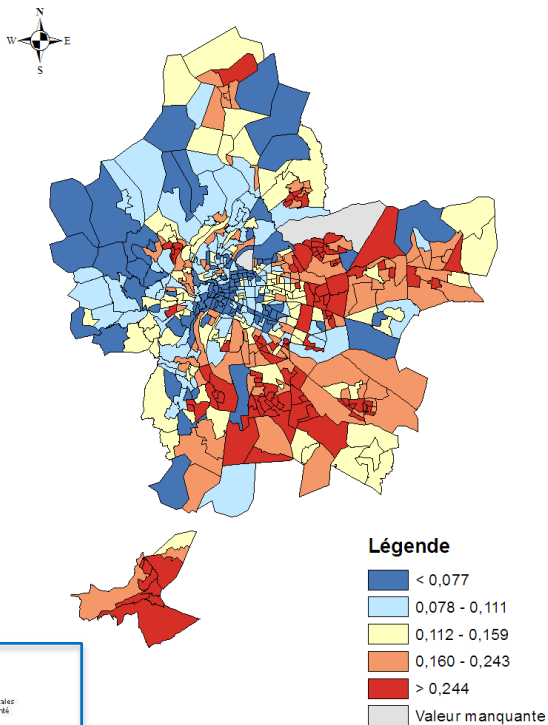 N
W E
S
Légende
< 0,077
0,078 - 0,111
0,112 - 0,159
0,160 - 0,243
> 0,244
Valeur manquante